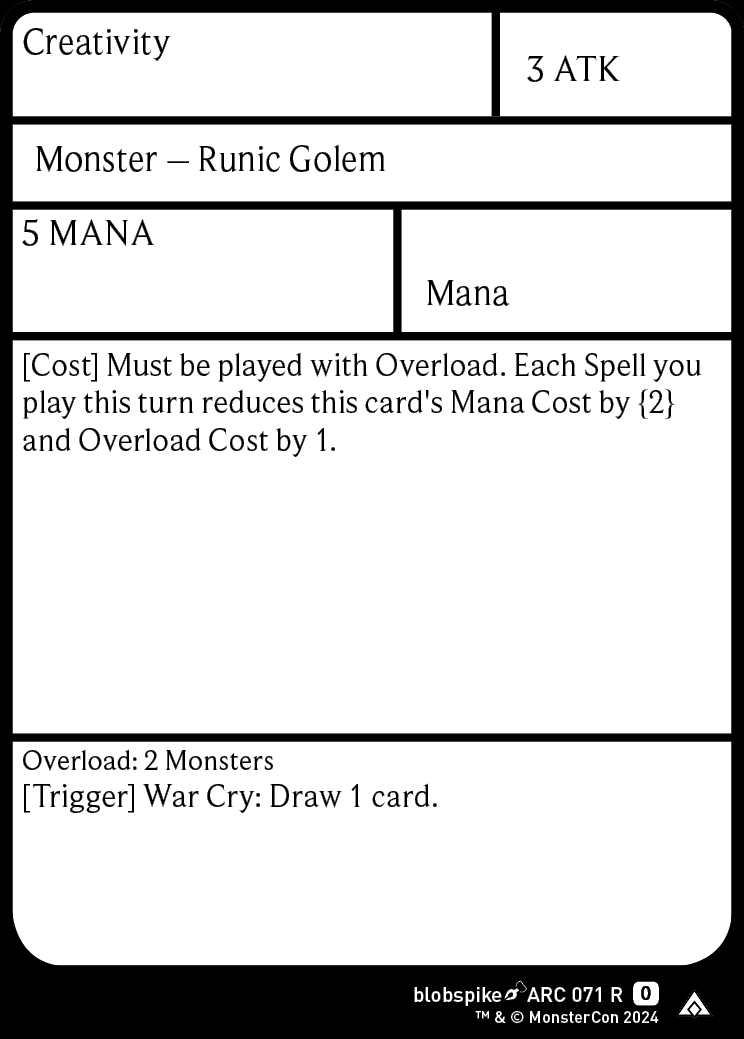 Creativity
3 ATK
Monster – Runic Golem
5 MANA
Mana
[Cost] Must be played with Overload. Each Spell you
play this turn reduces this card's Mana Cost by {2}
and Overload Cost by 1.
Overload: 2 Monsters
[Trigger] War Cry: Draw 1 card.
blobspike ARC 071 R 0
™ & © MonsterCon 2024